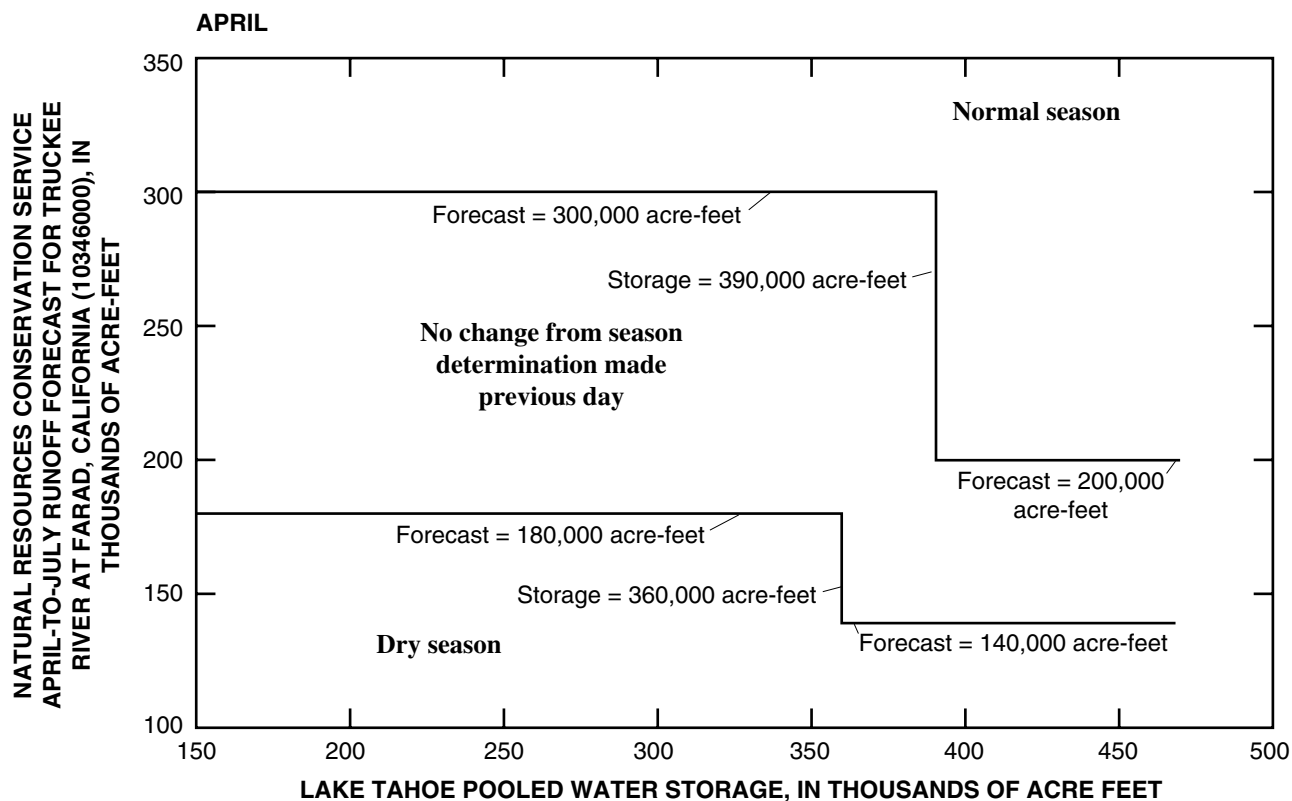 APRIL
NATURAL RESOURCES CONSERVATION SERVICE
APRIL-TO-JULY RUNOFF FORECAST FOR TRUCKEE
RIVER AT FARAD, CALIFORNIA (10346000), IN
THOUSANDS OF ACRE-FEET
350
300
250
200
150
100
Normal season
Forecast = 300,000 acre-feet
Storage = 390,000 acre-feet
No change from season
determination made
previous day
Forecast = 200,000
acre-feet
Forecast = 180,000 acre-feet
Storage = 360,000 acre-feet
Dry season
Forecast = 140,000 acre-feet
150
200
250
300
350
400
450
500
LAKE TAHOE POOLED WATER STORAGE, IN THOUSANDS OF ACRE FEET